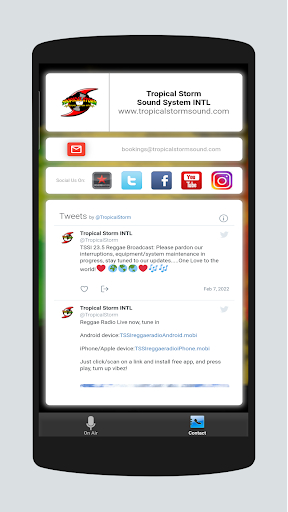 Tropical Storm
Sound System INTL
www.tropicalstormsound.com
bookings@tropicalstormsound.com
Social Us On:
You
Tube
Tweets by @TropicalStorm
Tropical Storm INTL
@TropicalStorm
TSSi 23.5 Reggae Broadcast: Please pardon our
interruptions, equipment/system maintenance in
progress, stay tuned to our updates.... One Love to the
world!
Feb 7, 2022
Tropical Storm INTL
@TropicalStorm
Reggae Radio Live now, tune in
Android device:TSSIreggaeradioAndroid.mobi
iPhone/Apple device:TSSIreggaeradioiPhone.mobi
Just click/scan on a link and install free app, and press
play, turn up vibez!
On Air
Contact